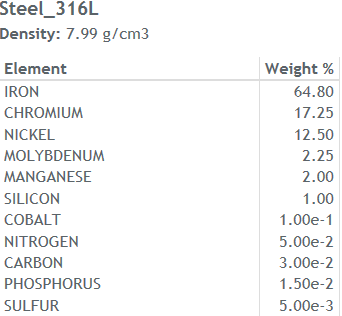 Steel_316L
Density: 7.99 g/cm3
Element Weight %
IRON 64.80
CHROMIUM 17.25
NICKEL 12.50
MOLYBDENUM 2.25
MANGANESE 2.00
SILICON 1.00
COBALT 1.00e-1
NITROGEN 5.00e-2
CARBON 3.00e-2
PHOSPHORUS 1.50e-2
SULFUR 5.00e-3